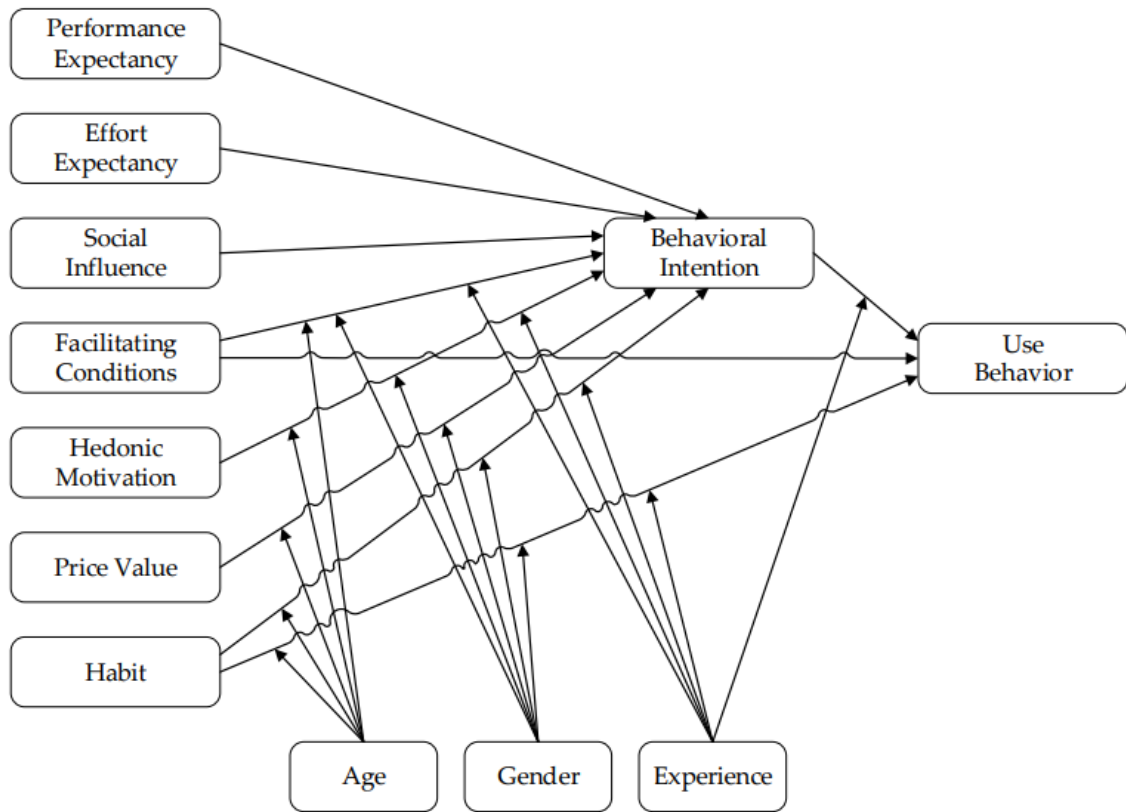 Performance
Expectancy
Effort
Expectancy
Social
Influence
Behavioral
Intention
Facilitating
Conditions
Use
Behavior
Hedonic
Motivation
Price Value
Habit
Age
Gender
Experience